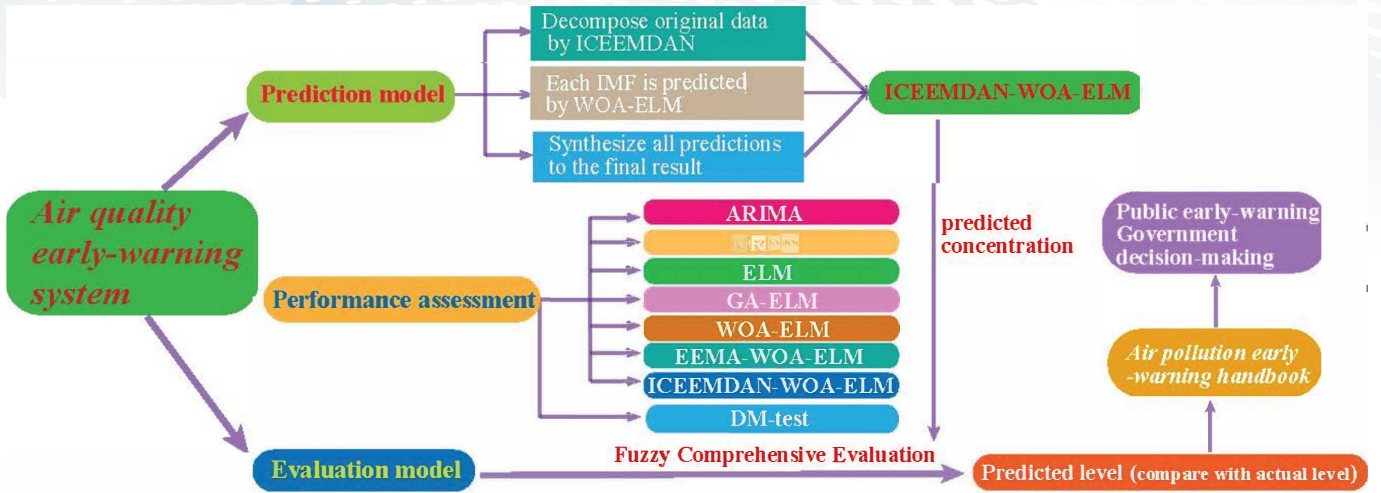 Decompose original data
by ICEEMDAN
Prediction model
Each IMF is predicted
by WOA-ELM
ICEEMDAN-WOA-ELM
Synthesize all predictions
to the final result
Air quality
early-warning
system
ARIMA
ELM
Performance assessment
GA-ELM
WOA-ELM
EEMA-WOA-ELM
ICEEMDAN-WOA-ELM
DM-test
predicted
concentration
Public early-warning
Government
decision-making
Air pollution early
-warning handbook
Evaluation model
Fuzzy Comprehensive Evaluation
Predicted level (compare with actual level)